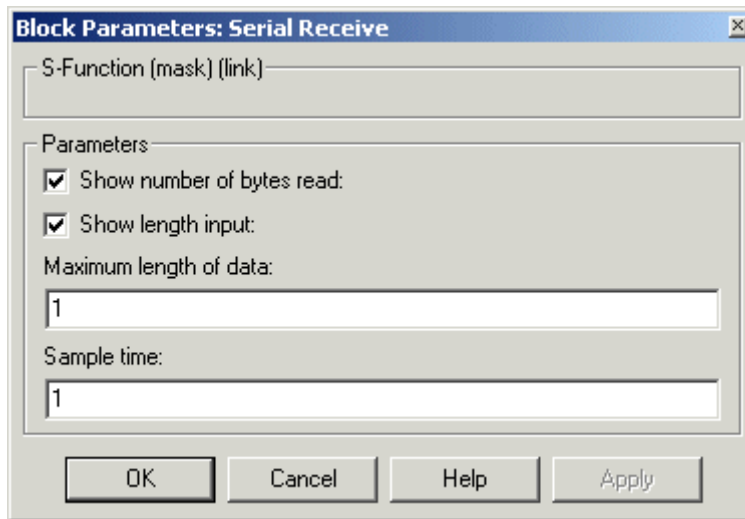 Block Parameters: Serial Receive
S-Function (mask) (link)
Parameters
Show number of bytes read:
Show length input:
Maximum length of data:
1
Sample time:
1
OK Cancel Help Apply